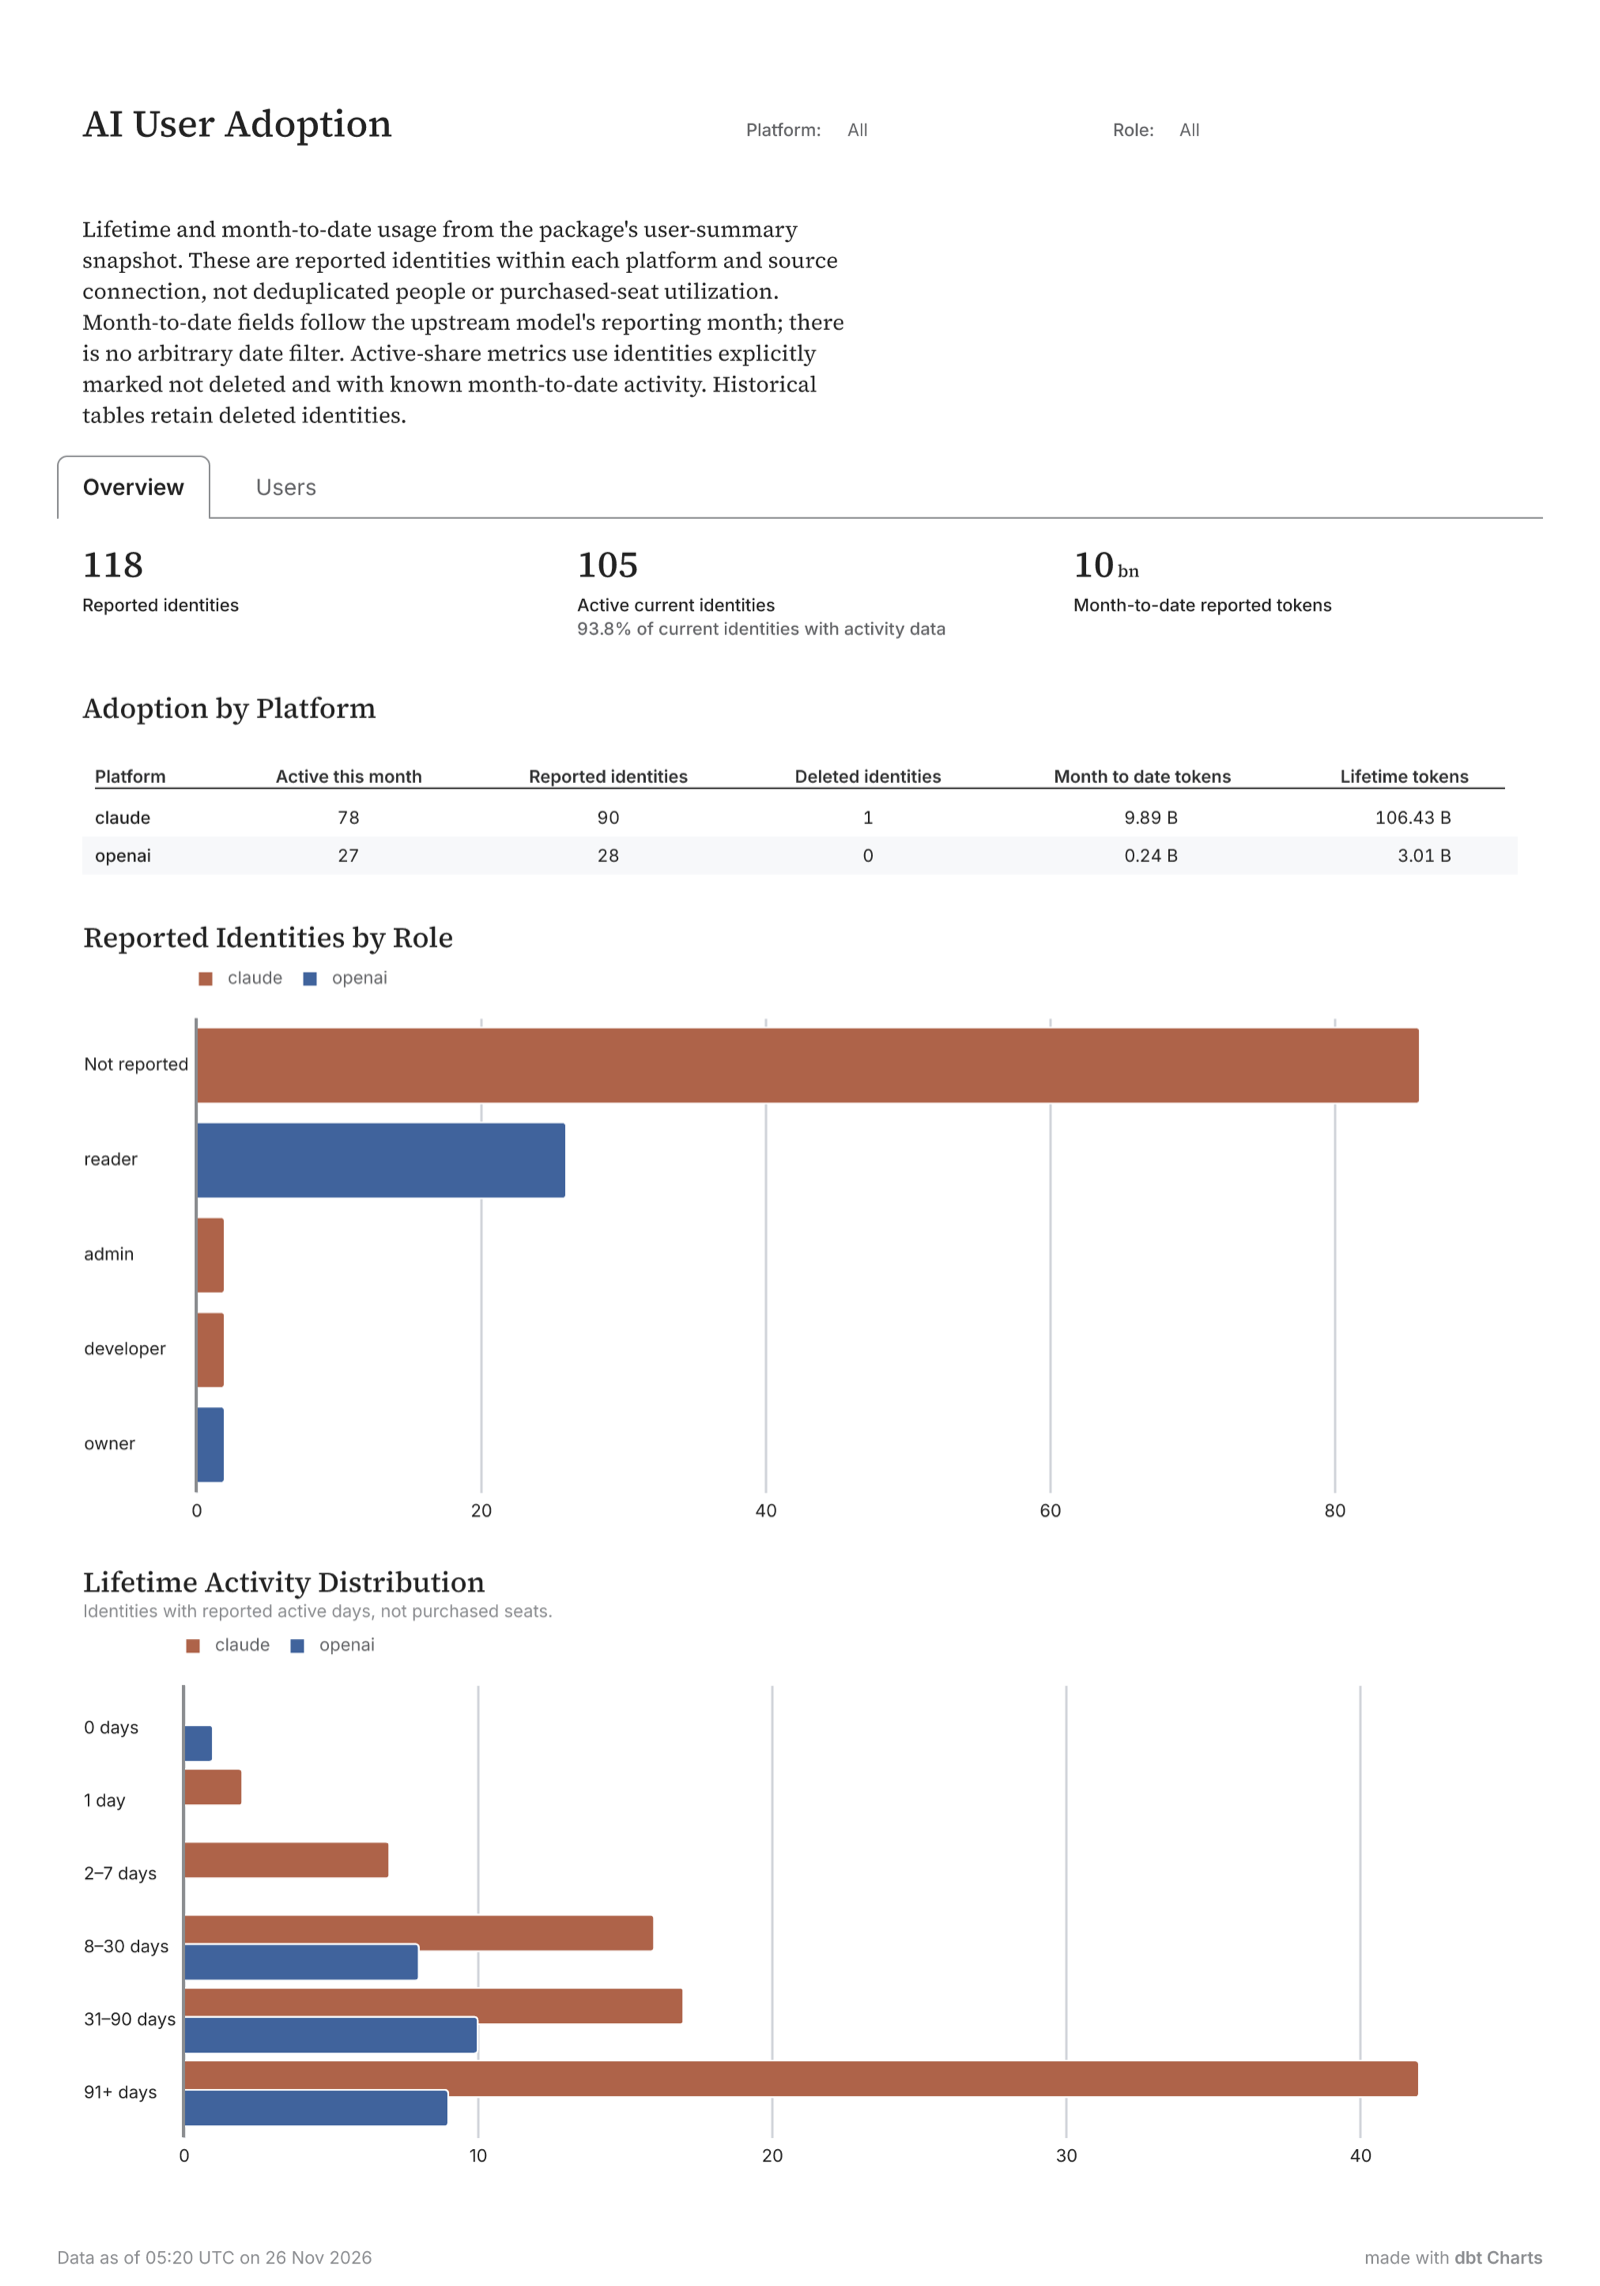 AI User Adoption
Platform: All
Role: All
Lifetime and month-to-date usage from the package's user-summary
snapshot. These are reported identities within each platform and source
connection, not deduplicated people or purchased-seat utilization.
Month-to-date fields follow the upstream model's reporting month; there
is no arbitrary date filter. Active-share metrics use identities explicitly
marked not deleted and with known month-to-date activity. Historical
tables retain deleted identities.
Overview Users
118 105 10 bn
Reported identities Active current identities Month-to-date reported tokens
93.8% of current identities with activity data
Adoption by Platform
Platform Active this month Reported identities Deleted identities Month to date tokens Lifetime tokens
claude 78 90 1 9.89 B 106.43 B
openai 27 28 0 0.24 B 3.01 B
Reported Identities by Role
claude openai
Not reported
reader
admin
developer
owner
0 20 40 60 80
Lifetime Activity Distribution
Identities with reported active days, not purchased seats.
claude openai
0 days
1 day
2–7 days
8–30 days
31–90 days
91+ days
0 10 20 30 40
Data as of 05:20 UTC on 26 Nov 2026
made with dbt Charts